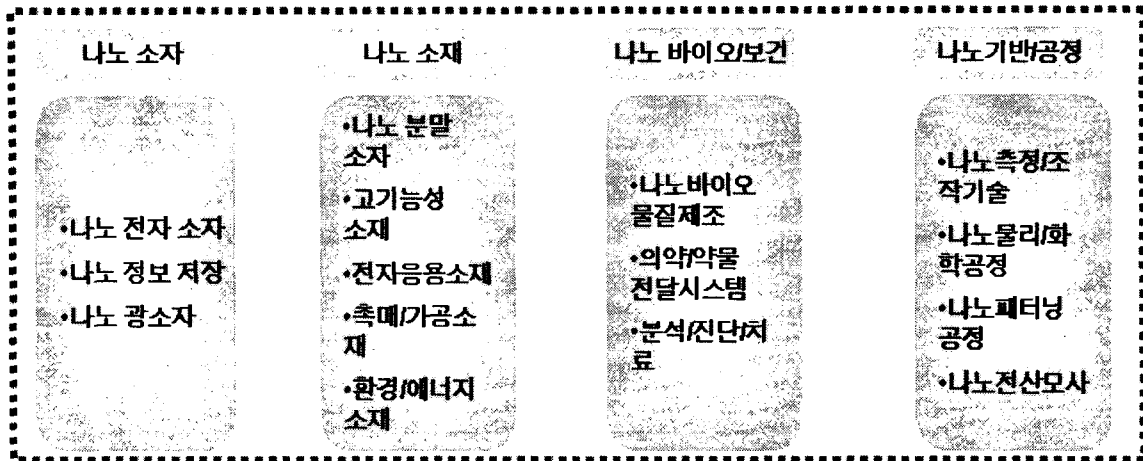 나노 소자
•나노 전자 소자
•나노 정보 저장
•나노 광소자
나노 소재
•나노 분말
소자
•고기능성
소재
•전자응용소재
•촉매/가공소
재
•환경/에너지
소재
나노 바이오/보건
•나노바이오
물질제조
•의약/약물
전달시스템
•분석/진단/치
료
나노기반/공정
•나노측정/조
작기술
•나노물리/화
학공정
•나노패터닝
공정
•나노전산모사